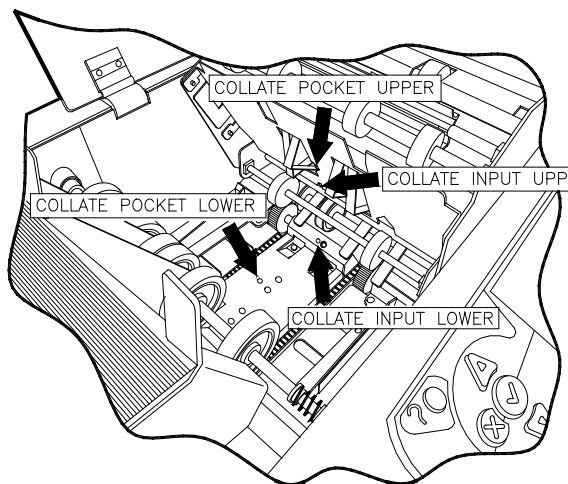 COLLATE POCKET UPPER
COLLATE INPUT UPP
COLLATE POCKET LOWER
COLLATE INPUT LOWER
?